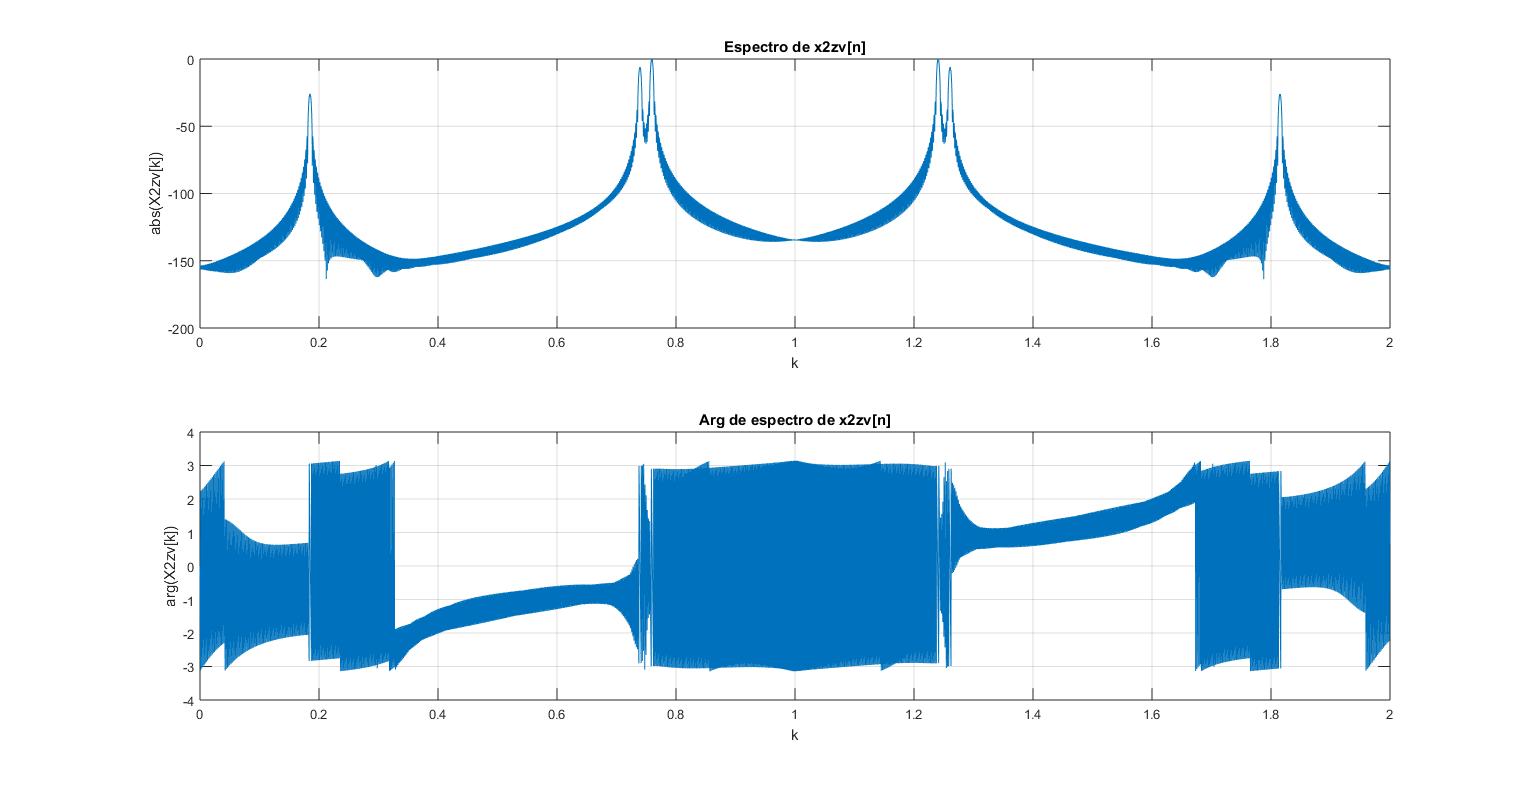 Espectro de x2zv[n]
abs(X2zv[k])
0
-50
-100
-150
-200
0 0.2 0.4 0.6 0.8 1 1.2 1.4 1.6 1.8 2
k
Arg de espectro de x2zv[n]
arg(X2zv[k])
4
3
2
1
0
-1
-2
-3
-4
0 0.2 0.4 0.6 0.8 1 1.2 1.4 1.6 1.8 2
k